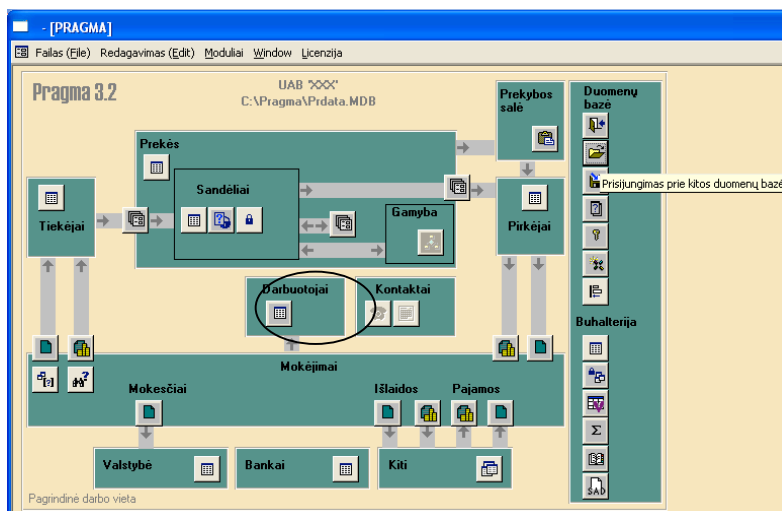 - [PRAGMA]
Failas (File) Redagavimas (Edit) Moduliai Window Licenzija
Pragma 3.2
UAB 'XXX'
C:\Pragma\Prdata.MDB
Prekybos
salė
Duomenų
bazė
Prekės
Sandėliai
Prisijungimas prie kitos duomenų bazė
Tiekėjai
Gamyba
Pirkėjai
Darbuotojai
Kontaktai
Buhalterija
Mokėjimai
Mokesčiai
Išlaidos
Pajamos
Valstybė
Bankai
Kiti
SAD
Pagrindinė darbo vieta